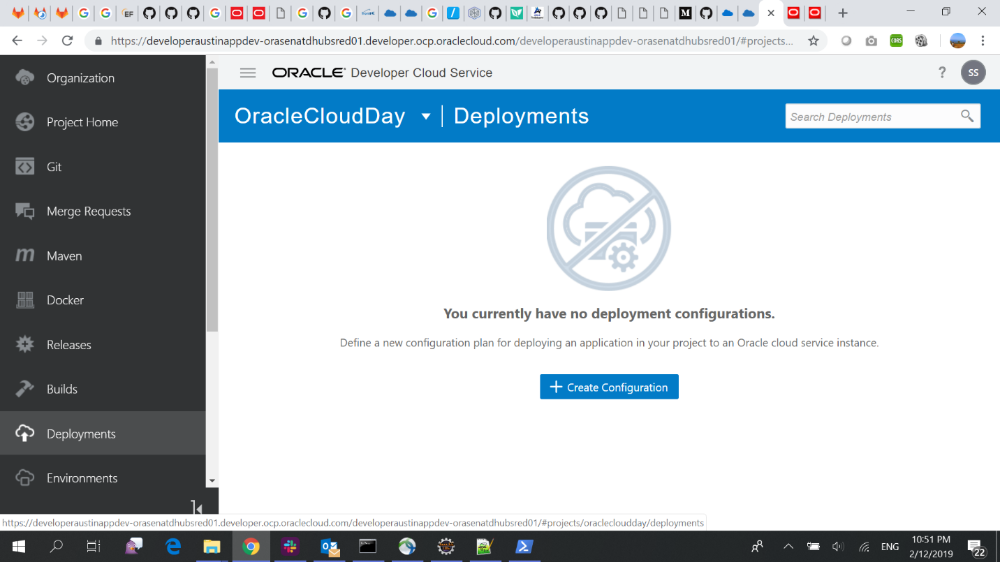 EF
M
CORS
https://developeraustinappdev-orasenatdhubsred01.developer.ocp.oraclecloud.com/developeraustinappdev-orasenatdhubsred01/#projects...
ORACLE® Developer Cloud Service
?
SS
OracleCloudDay
Deployments
Search Deployments
Organization
Project Home
Git
Merge Requests
Maven
Docker
Releases
Builds
Deployments
Environments
You currently have no deployment configurations.
Define a new configuration plan for deploying an application in your project to an Oracle cloud service instance.
+ Create Configuration
https://developeraustinappdev-orasenatdhubsred01.developer.ocp.oraclecloud.com/developeraustinappdev-orasenatdhubsred01/#projects/oraclecloudday/deployments
ENG
10:51 PM
2/12/2019
22